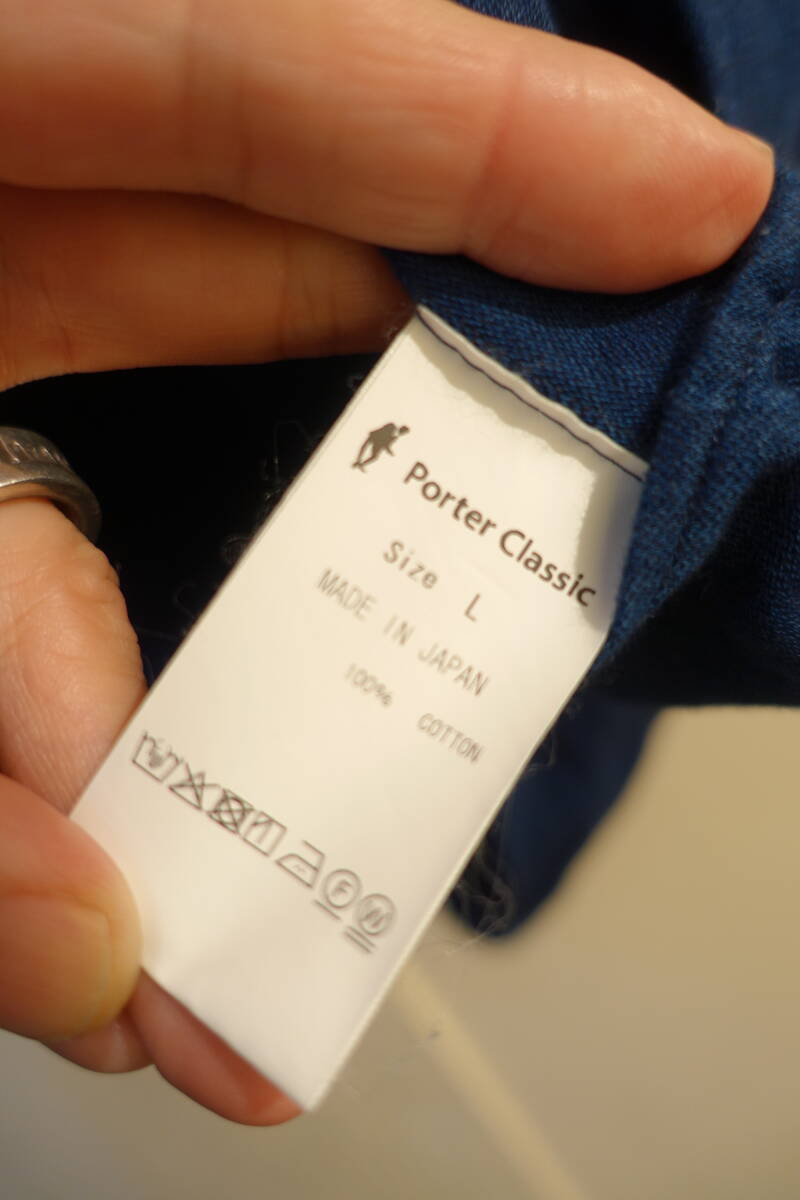 Porter Classic
Size L
MADE IN JAPAN
100% COTTON
F W